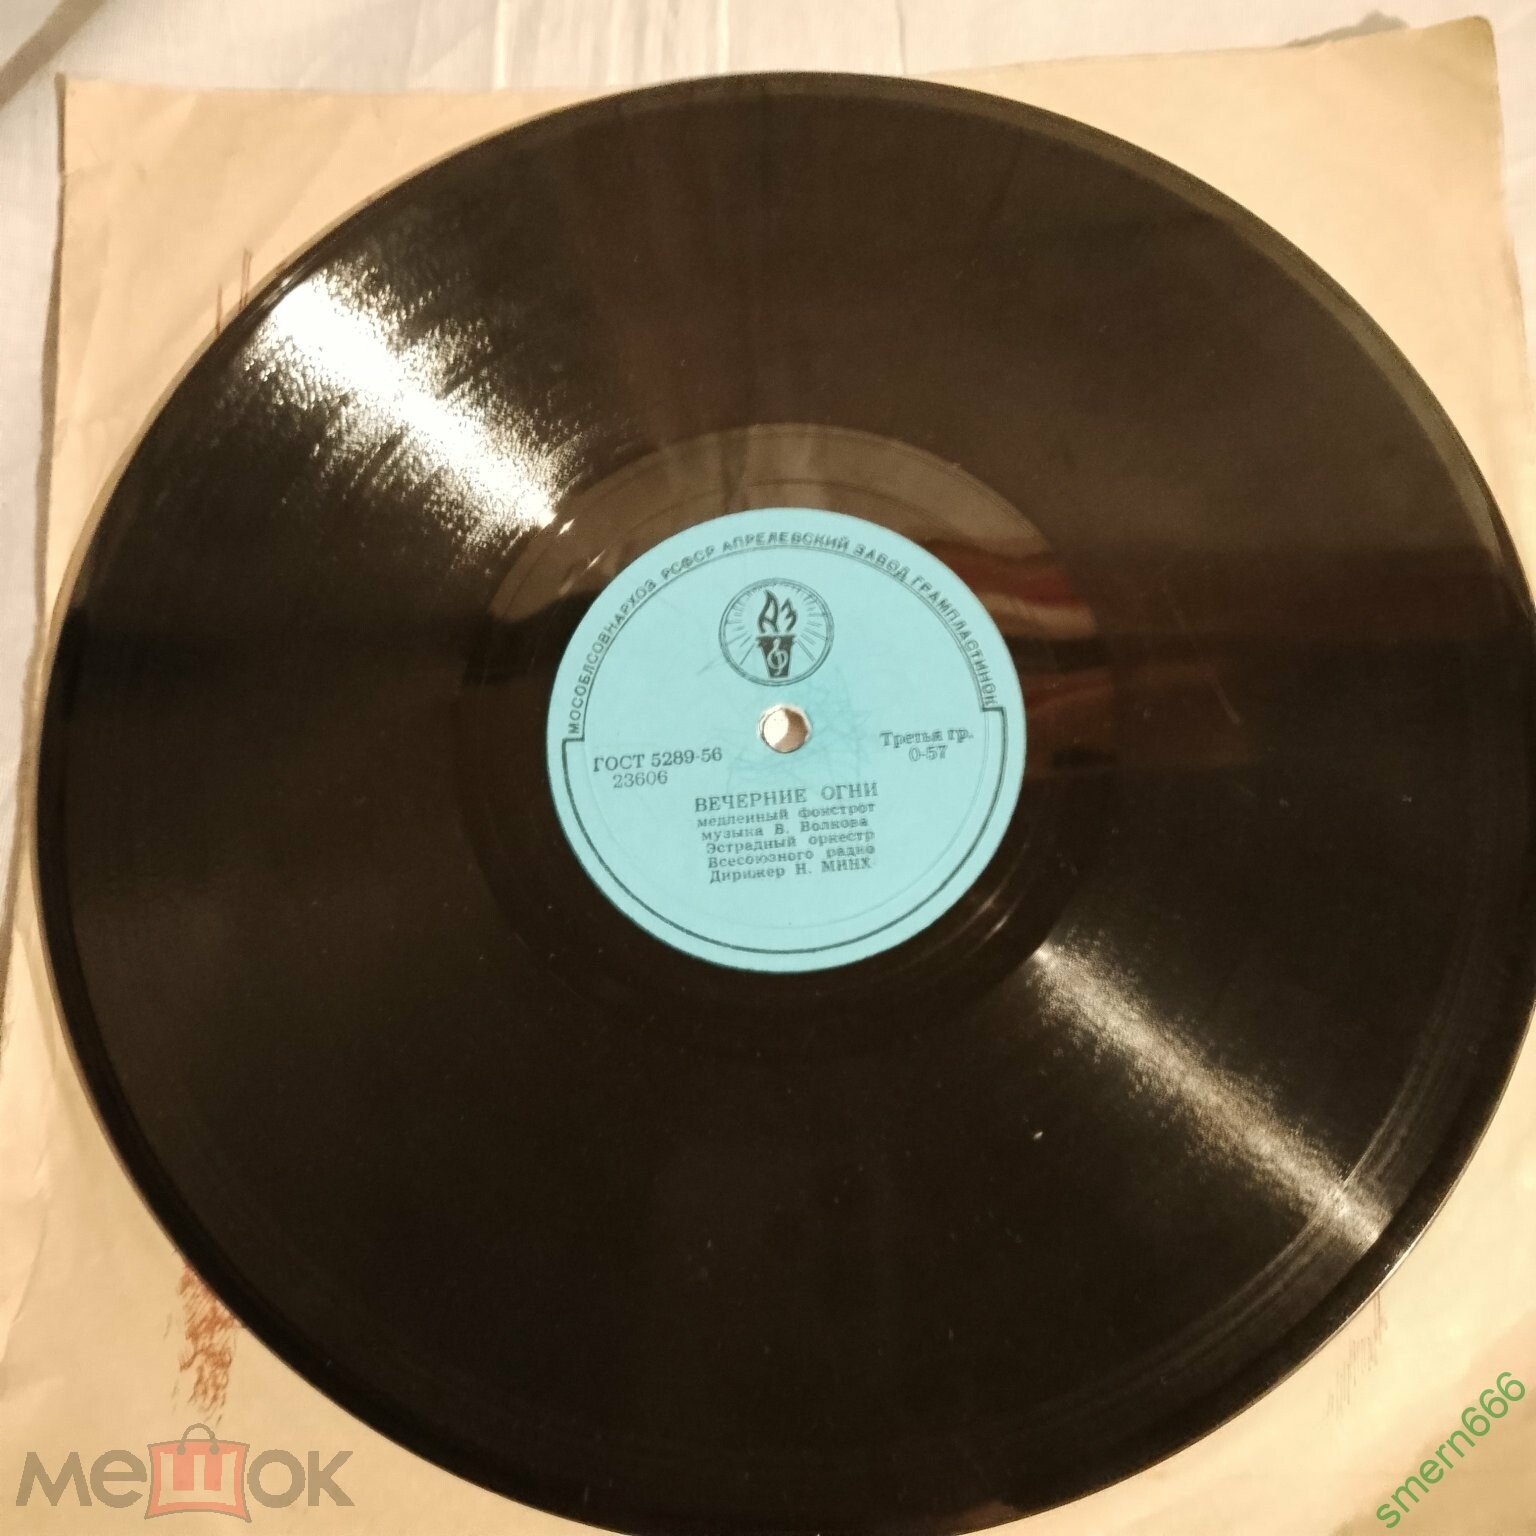 МОСОБЛСОВНАРХОЗ РСФСР АПРЕЛЕВСКИЙ ЗАВОД ГРАМПЛАСТИНОК
АЗ
ГОСТ 5289-56
23606
Третья гр.
0-57
ВЕЧЕРНИЕ ОГНИ
медленный фокстрот
музыка В. Волкова
Эстрадный оркестр
Всесоюзного радио
Дирижер Н. МИНХ
мешок
smern666